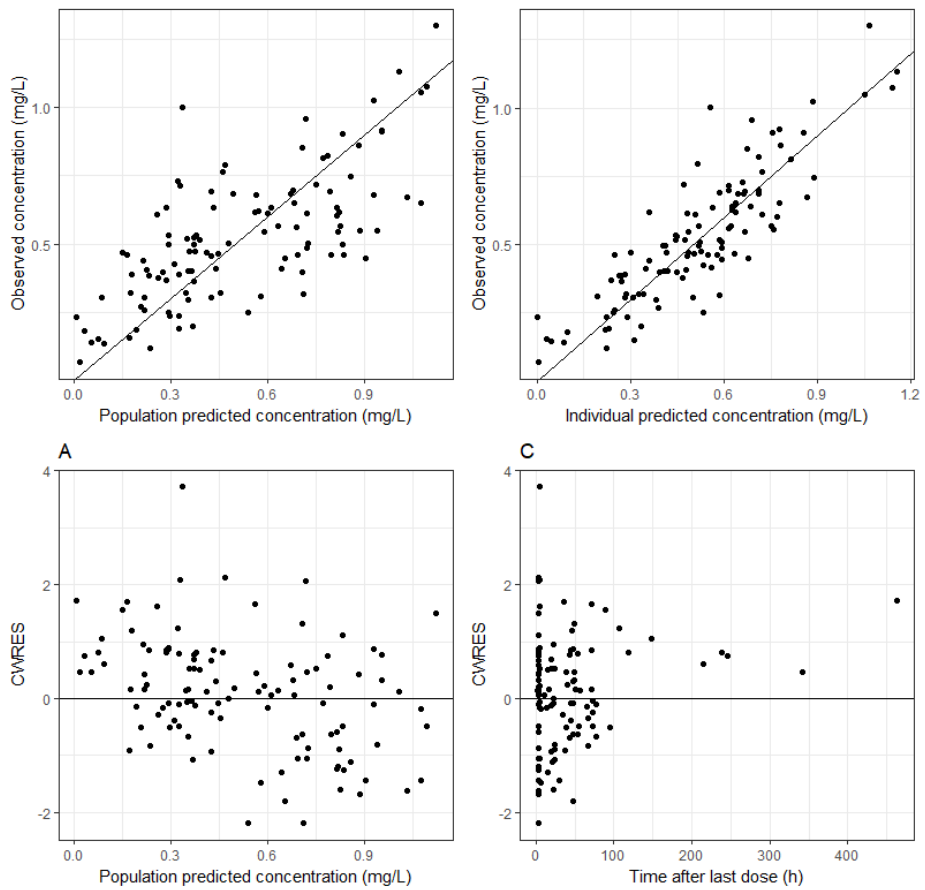 Observed concentration (mg/L)
1.0
0.5
0.0 0.3 0.6 0.9
Population predicted concentration (mg/L)
Observed concentration (mg/L)
1.0
0.5
0.0 0.3 0.6 0.9 1.2
Individual predicted concentration (mg/L)
A
CWRES
4
2
0
-2
0.0 0.3 0.6 0.9
Population predicted concentration (mg/L)
C
CWRES
4
2
0
-2
0 100 200 300 400
Time after last dose (h)